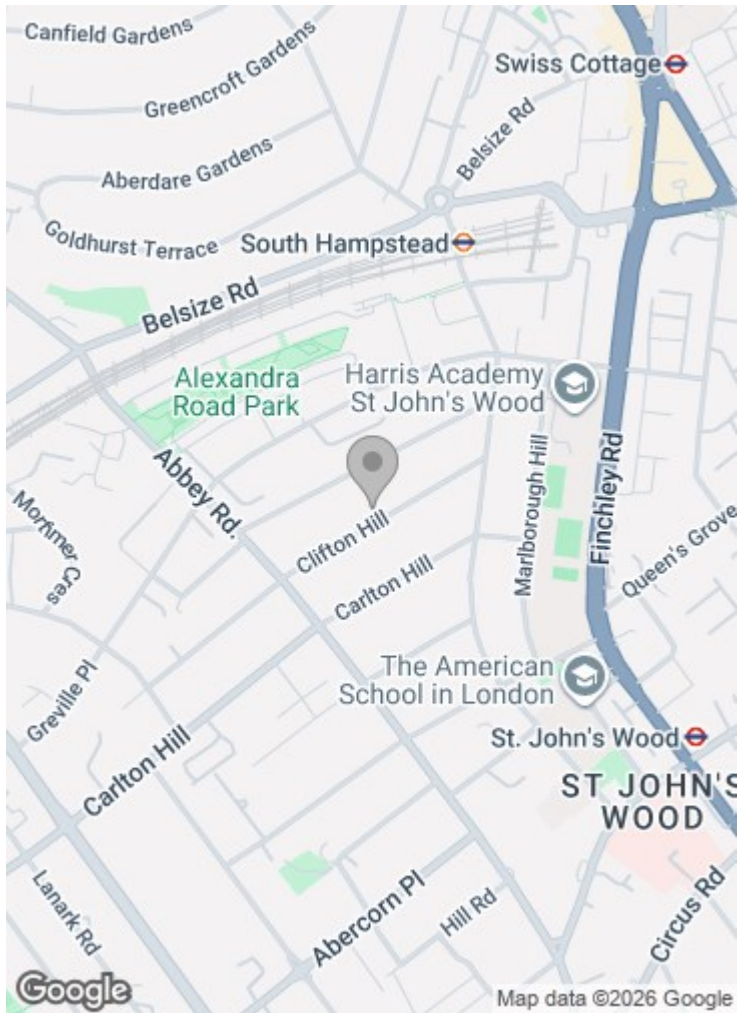 Canfield Gardens
Swiss Cottage
Greencroft Gardens
Belsize Rd
Aberdare Gardens
Goldhurst Terrace
South Hampstead
Belsize Rd
Alexandra
Road Park
Harris Academy
St John's Wood
Abbey Rd.
Marlborough Hill
Finchley Rd
Mortimer Cres
Clifton Hill
Carlton Hill
Queen's Grove
Greville Pl
The American
School in London
St. John's Wood
Carlton Hill
ST JOHN'S
WOOD
Lanark Rd
Abercorn Pl
Hill Rd
Circus Rd
Google
Map data ©2026 Google